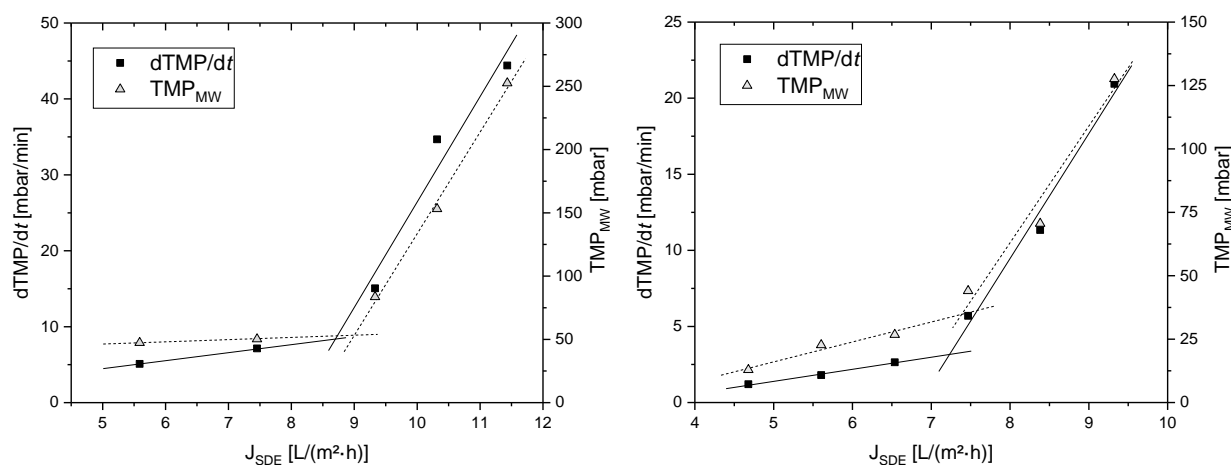 50
40
30
20
10
0
dTMP/dt [mbar/min]
dTMP/dt
TMP_MW
300
250
200
150
100
50
0
TMP_MW [mbar]
5 6 7 8 9 10 11 12
J_SDE [L/(m²·h)]
25
20
15
10
5
0
dTMP/dt [mbar/min]
dTMP/dt
TMP_MW
150
125
100
75
50
25
0
TMP_MW [mbar]
4 5 6 7 8 9 10
J_SDE [L/(m²·h)]